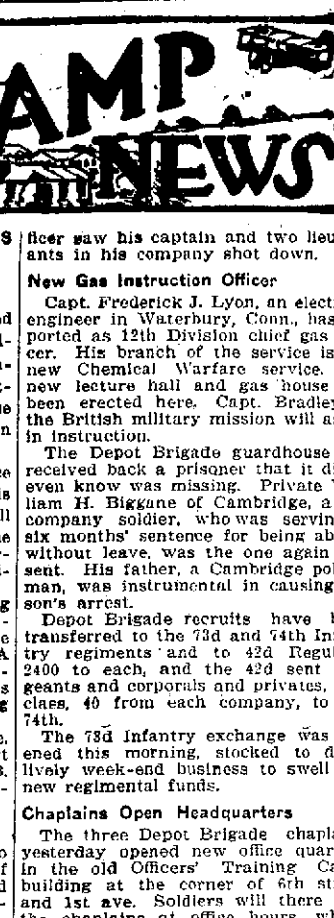 AMP
NEWS
ficer saw his captain and two lieu
ants in his company shot down.
New Gas Instruction Officer
Capt. Frederick J. Lyon, an elect
engineer in Waterbury, Conn., has
ported as 12th Division chief gas
cer. His branch of the service is
new Chemical Warfare service.
new lecture hall and gas house
been erected here. Capt. Bradley
the British military mission will a
in instruction.
The Depot Brigade guardhouse
received back a prisoner that it di
even know was missing. Private
liam H. Biggane of Cambridge, a
company soldier, who was servin
six months' sentence for being ab
without leave, was the one again
sent. His father, a Cambridge po
man, was instrumental in causing
son's arrest.
Depot Brigade recruits have
transferred to the 73d and 74th In
try regiments and to 42d Regu
2400 to each, and the 42d sent
geants and corporals and privates,
class, 40 from each company, to
74th.
The 73d Infantry exchange was
ened this morning, stocked to d
lively week-end business to swell
new regimental funds.
Chaplains Open Headquarters
The three Depot Brigade chapla
yesterday opened new office quar
in the old Officers' Training Ca
building at the corner of 6th st
and 1st ave. Soldiers will there
the chaplains at office hours